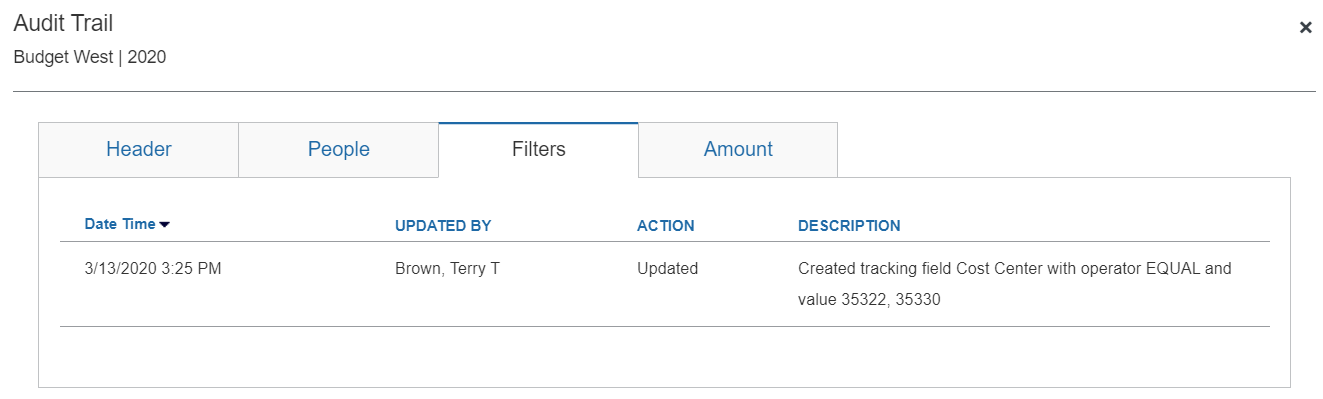 Audit Trail
Budget West | 2020
Header People Filters Amount
Date Time UPDATED BY ACTION DESCRIPTION
3/13/2020 3:25 PM Brown, Terry T Updated Created tracking field Cost Center with operator EQUAL and
value 35322, 35330